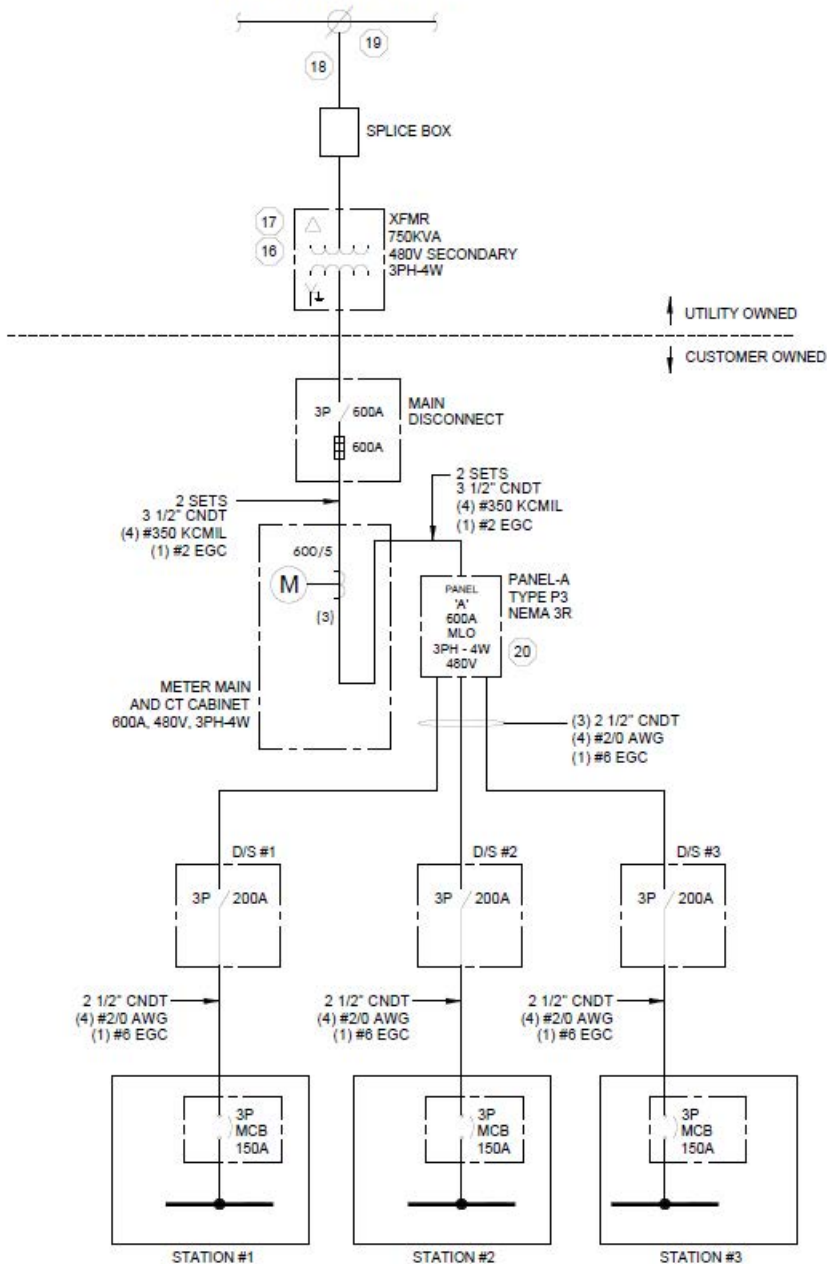 19
18
SPLICE BOX
17
16
XFMR
750KVA
480V SECONDARY
3PH-4W
UTILITY OWNED
CUSTOMER OWNED
3P
600A
600A
MAIN
DISCONNECT
2 SETS
3 1/2" CNDT
(4) #350 KCMIL
(1) #2 EGC
2 SETS
3 1/2" CNDT
(4) #350 KCMIL
(1) #2 EGC
600/5
M
(3)
METER MAIN
AND CT CABINET
600A, 480V, 3PH-4W
PANEL
'A'
600A
MLO
3PH - 4W
480V
PANEL-A
TYPE P3
NEMA 3R
20
(3) 2 1/2" CNDT
(4) #2/0 AWG
(1) #6 EGC
D/S #1
3P
200A
D/S #2
3P
200A
D/S #3
3P
200A
2 1/2" CNDT
(4) #2/0 AWG
(1) #6 EGC
2 1/2" CNDT
(4) #2/0 AWG
(1) #6 EGC
2 1/2" CNDT
(4) #2/0 AWG
(1) #6 EGC
3P
MCB
150A
3P
MCB
150A
3P
MCB
150A
STATION #1
STATION #2
STATION #3